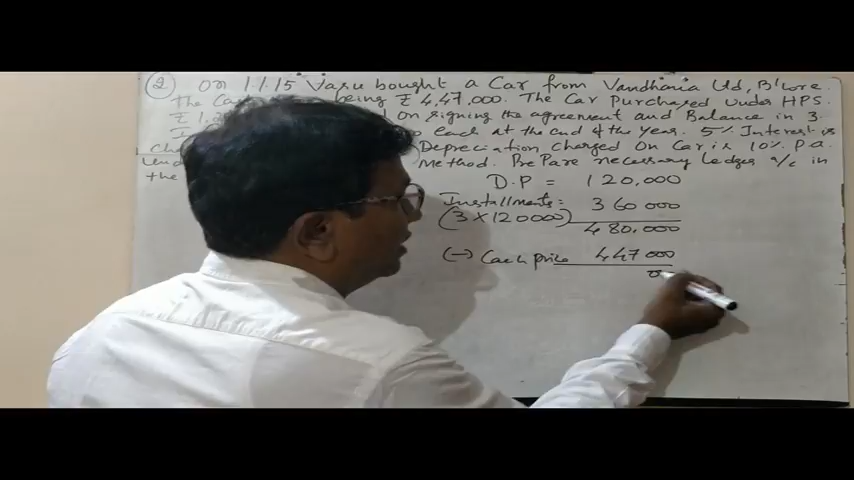 ② On 1.1.15 Vasu bought a Car from Vandhana Ltd, B'lore.
The being ₹ 4,47,000. The Car Purchased under HPS.
on signing the agreement and Balance in 3
each at the end of the year. 5% Interest is
Depreciation charged on Car is 10% P.a
method. Prepare necessary ledger a/c in
the
D.P = 120,000
Installments: 360 000
(3 X 120000) 480,000
(-) Cash price 447 000
0